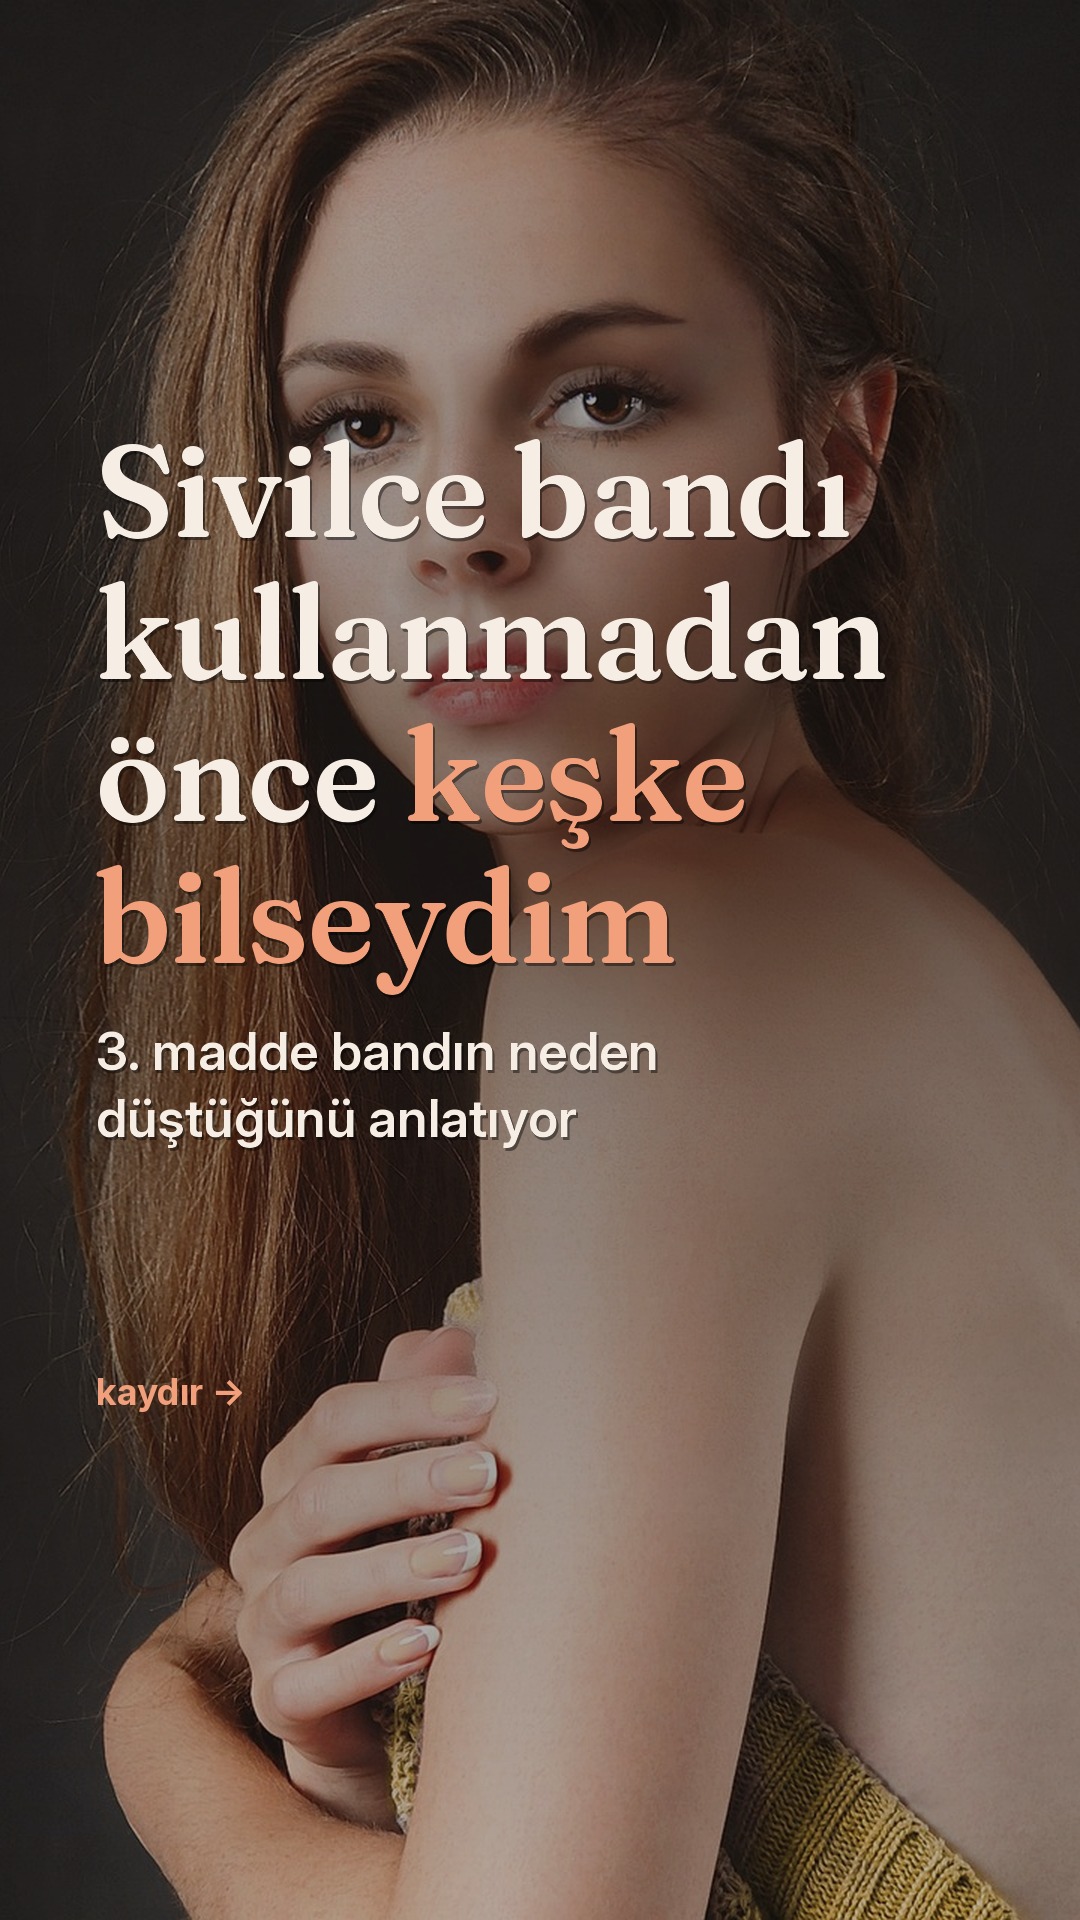 Sivilce bandı
kullanmadan
önce keşke
bilseydim
3. madde bandın neden
düştüğünü anlatıyor
kaydır →